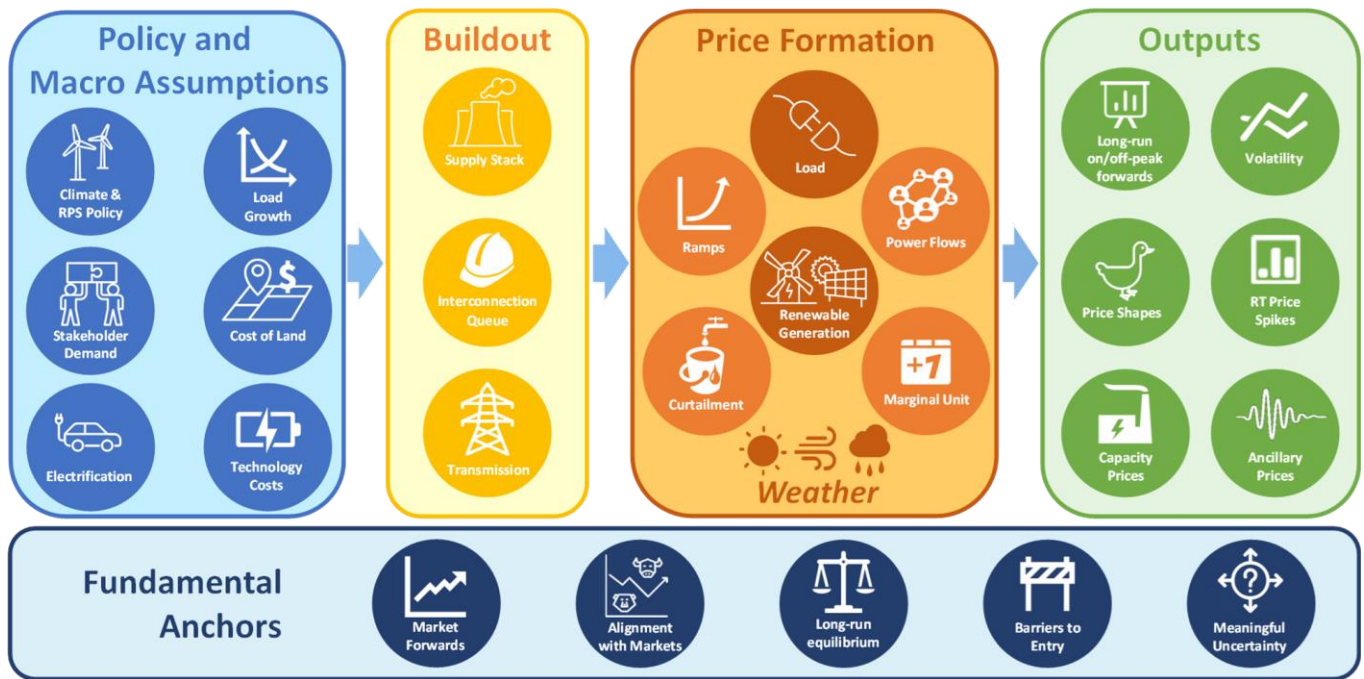 Policy and
Macro Assumptions
Climate &
RPS Policy
Load
Growth
Stakeholder
Demand
$
Cost of Land
Electrification
Technology
Costs
Buildout
Supply Stack
Interconnection
Queue
Transmission
Price Formation
Load
Ramps
Power Flows
Renewable
Generation
Curtailment
+1
Marginal Unit
Weather
Outputs
Long-run
on/off-peak
forwards
Volatility
Price Shapes
RT Price
Spikes
Capacity
Prices
Ancillary
Prices
Fundamental
Anchors
Market
Forwards
Alignment
with Markets
Long-run
equilibrium
Barriers to
Entry
?
Meaningful
Uncertainty